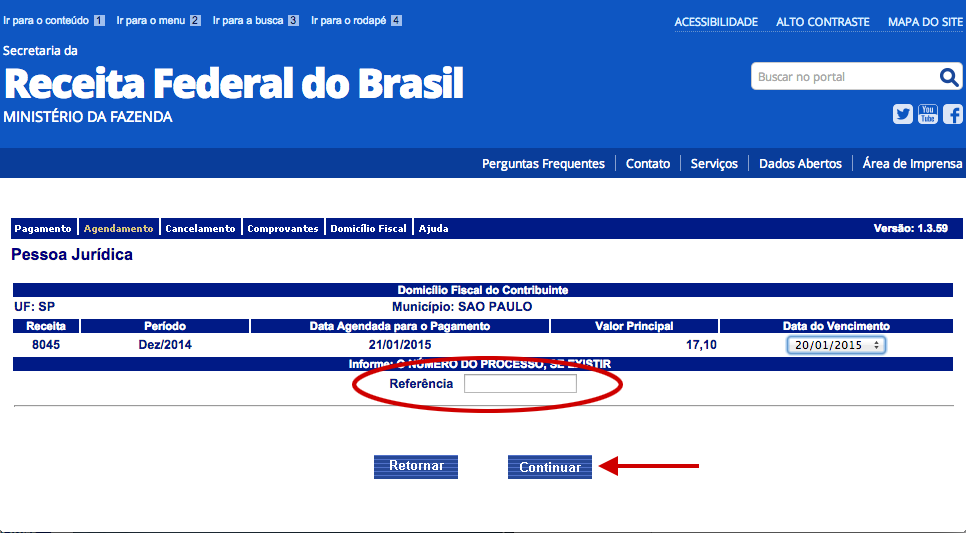 Ir para o conteúdo 1 Ir para o menu 2 Ir para a busca 3 Ir para o rodapé 4 ACESSIBILIDADE ALTO CONTRASTE MAPA DO SITE
Secretaria da
Receita Federal do Brasil
MINISTÉRIO DA FAZENDA
Buscar no portal
You Tube
Perguntas Frequentes Contato Serviços Dados Abertos Área de Imprensa
Pagamento Agendamento Cancelamento Comprovantes Domicílio Fiscal Ajuda Versão: 1.3.59
Pessoa Jurídica
Domicílio Fiscal do Contribuinte
UF: SP Município: SAO PAULO
Receita Período Data Agendada para o Pagamento Valor Principal Data do Vencimento
8045 Dez/2014 21/01/2015 17,10 20/01/2015
Informe: O NÚMERO DO PROCESSO, SE EXISTIR
Referência
Retornar Continuar